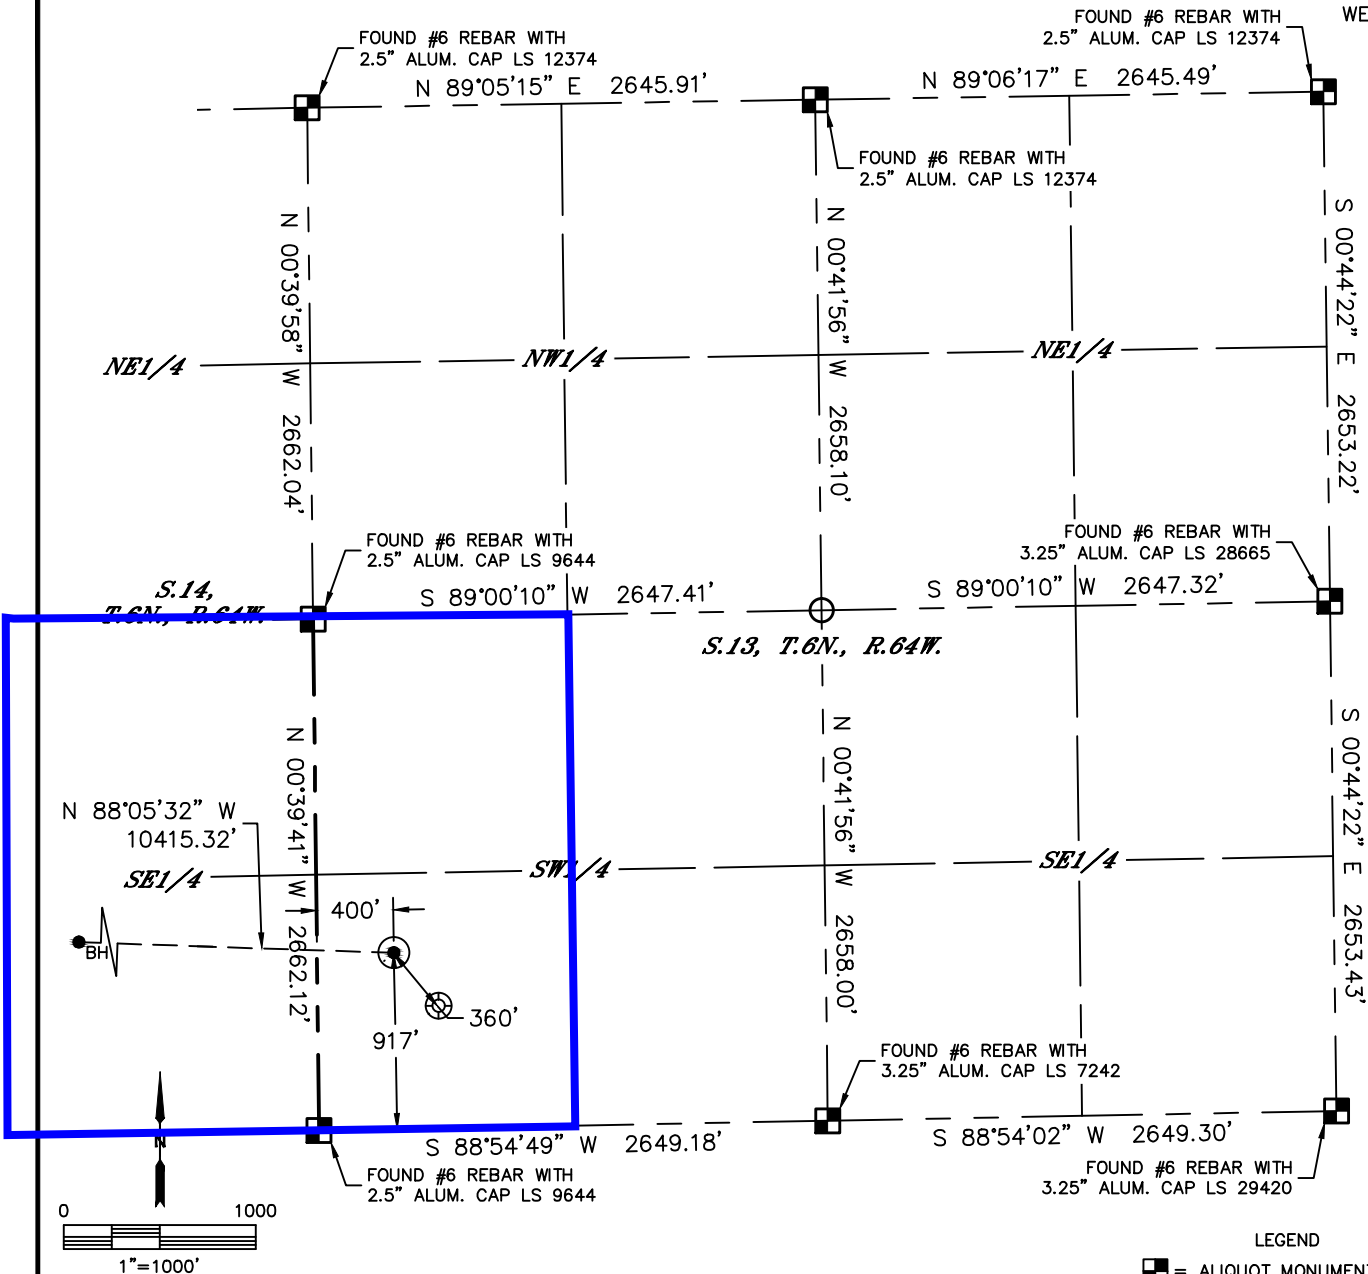 WE
FOUND #6 REBAR WITH
2.5" ALUM. CAP LS 12374
FOUND #6 REBAR WITH
2.5" ALUM. CAP LS 12374
N 89°05'15" E 2645.91'
N 89°06'17" E 2645.49'
FOUND #6 REBAR WITH
2.5" ALUM. CAP LS 12374
N 00°39'58" W 2662.04'
N 00°41'56" W 2658.10'
S 00°44'22" E 2653.22'
NE1/4
NW1/4
NE1/4
FOUND #6 REBAR WITH
2.5" ALUM. CAP LS 9644
FOUND #6 REBAR WITH
3.25" ALUM. CAP LS 28665
S.14,
T.6N., R.64W.
S 89°00'10" W 2647.41'
S 89°00'10" W 2647.32'
S.13, T.6N., R.64W.
N 00°39'41" W 2662.12'
N 00°41'56" W 2658.00'
S 00°44'22" E 2653.43'
N 88°05'32" W
10415.32'
SE1/4
SW1/4
SE1/4
400'
BH
360'
917'
FOUND #6 REBAR WITH
3.25" ALUM. CAP LS 7242
N
S 88°54'49" W 2649.18'
S 88°54'02" W 2649.30'
FOUND #6 REBAR WITH
2.5" ALUM. CAP LS 9644
FOUND #6 REBAR WITH
3.25" ALUM. CAP LS 29420
0 1000
1"=1000'
LEGEND
= ALIQUOT MONUMENT